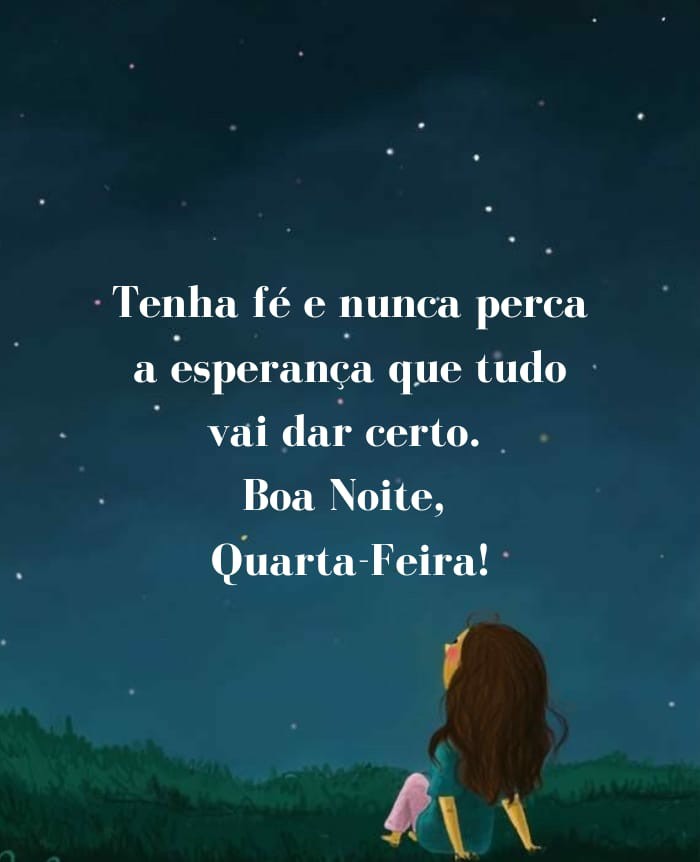 Tenha fé e nunca perca
a esperança que tudo
vai dar certo.
Boa Noite,
Quarta-Feira!